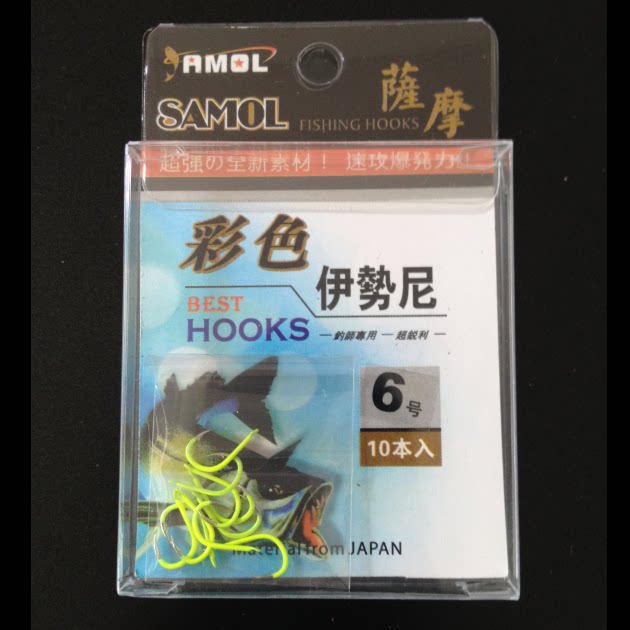 SAMOL
SAMOL
FISHING HOOKS
薩摩
超強の全新素材! 速攻爆発力!
彩色
伊勢尼
BEST
HOOKS
釣師專用 — 超鋭利
6号
10本入
Material from JAPAN